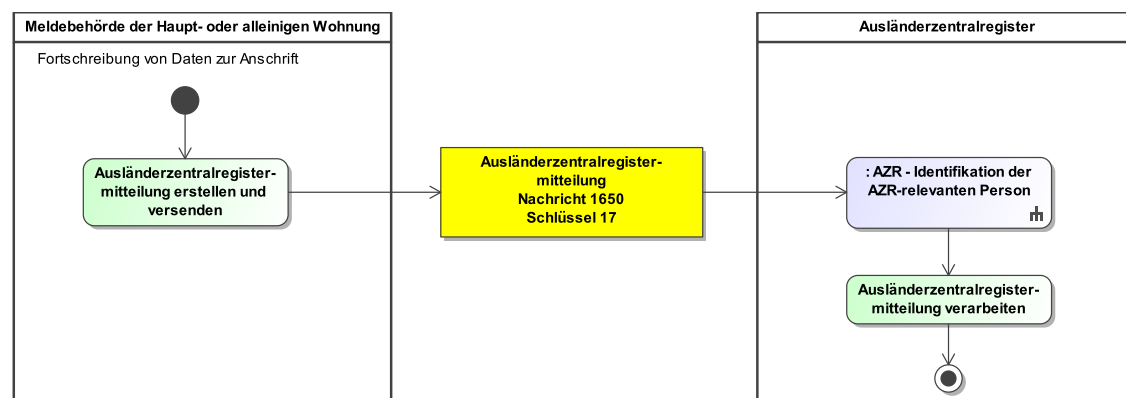 Meldebehörde der Haupt- oder alleinigen Wohnung
Fortschreibung von Daten zur Anschrift
Ausländerzentralregister-
mitteilung erstellen und
versenden
Ausländerzentralregister-
mitteilung
Nachricht 1650
Schlüssel 17
Ausländerzentralregister
: AZR - Identifikation der
AZR-relevanten Person
Ausländerzentralregister-
mitteilung verarbeiten